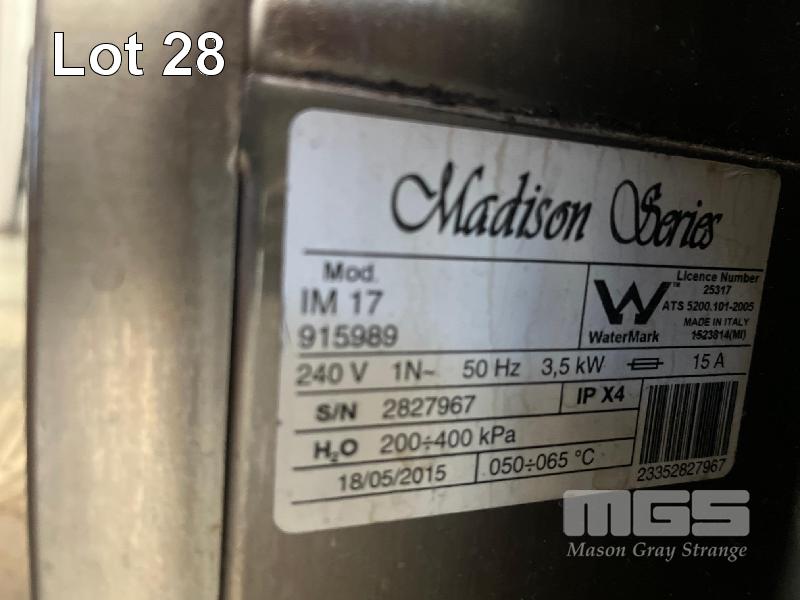 Lot 28
Madison Series
Mod.
IM 17
915989
W™
WaterMark
Licence Number
25317
ATS 5200.101-2005
MADE IN ITALY
1523814(MI)
240 V 1N~ 50 Hz 3,5 kW 15 A
S/N 2827967 IP X4
H₂O 200÷400 kPa
18/05/2015 050÷065 °C
23352827967
MGS
Mason Gray Strange